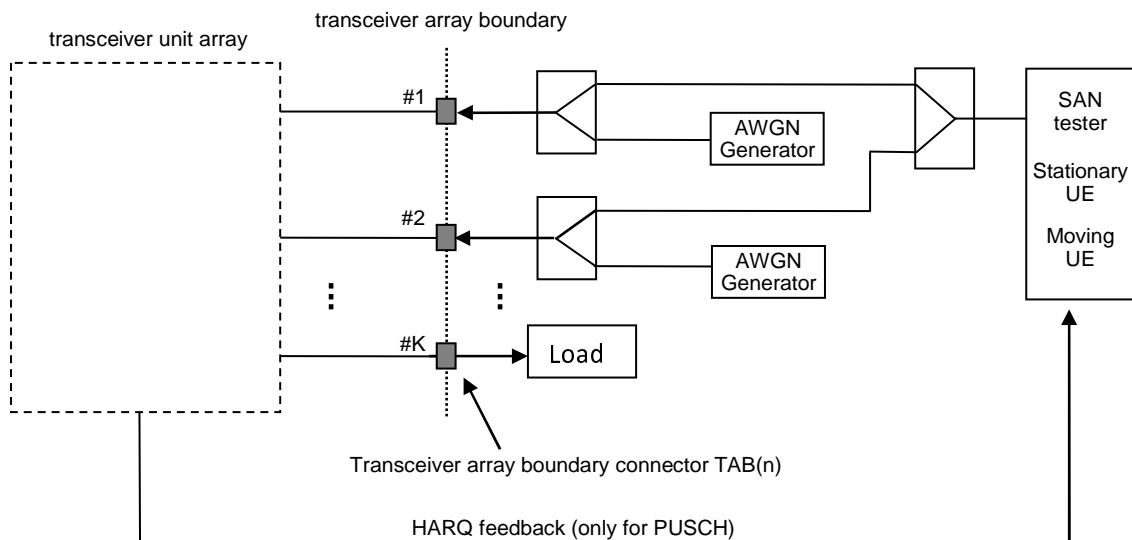 transceiver array boundary
transceiver unit array
#1
AWGN
Generator
SAN
tester
Stationary
UE
Moving
UE
#2
AWGN
Generator
#K
Load
Transceiver array boundary connector TAB(n)
HARQ feedback (only for PUSCH)